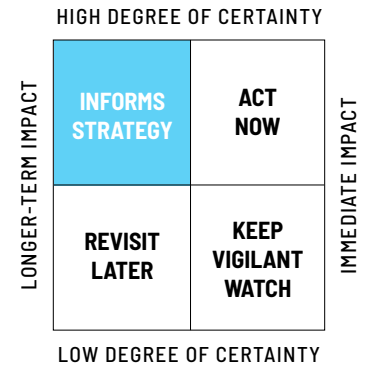 HIGH DEGREE OF CERTAINTY
LONGER-TERM IMPACT
INFORMS
STRATEGY
ACT
NOW
IMMEDIATE IMPACT
REVISIT
LATER
KEEP
VIGILANT
WATCH
LOW DEGREE OF CERTAINTY